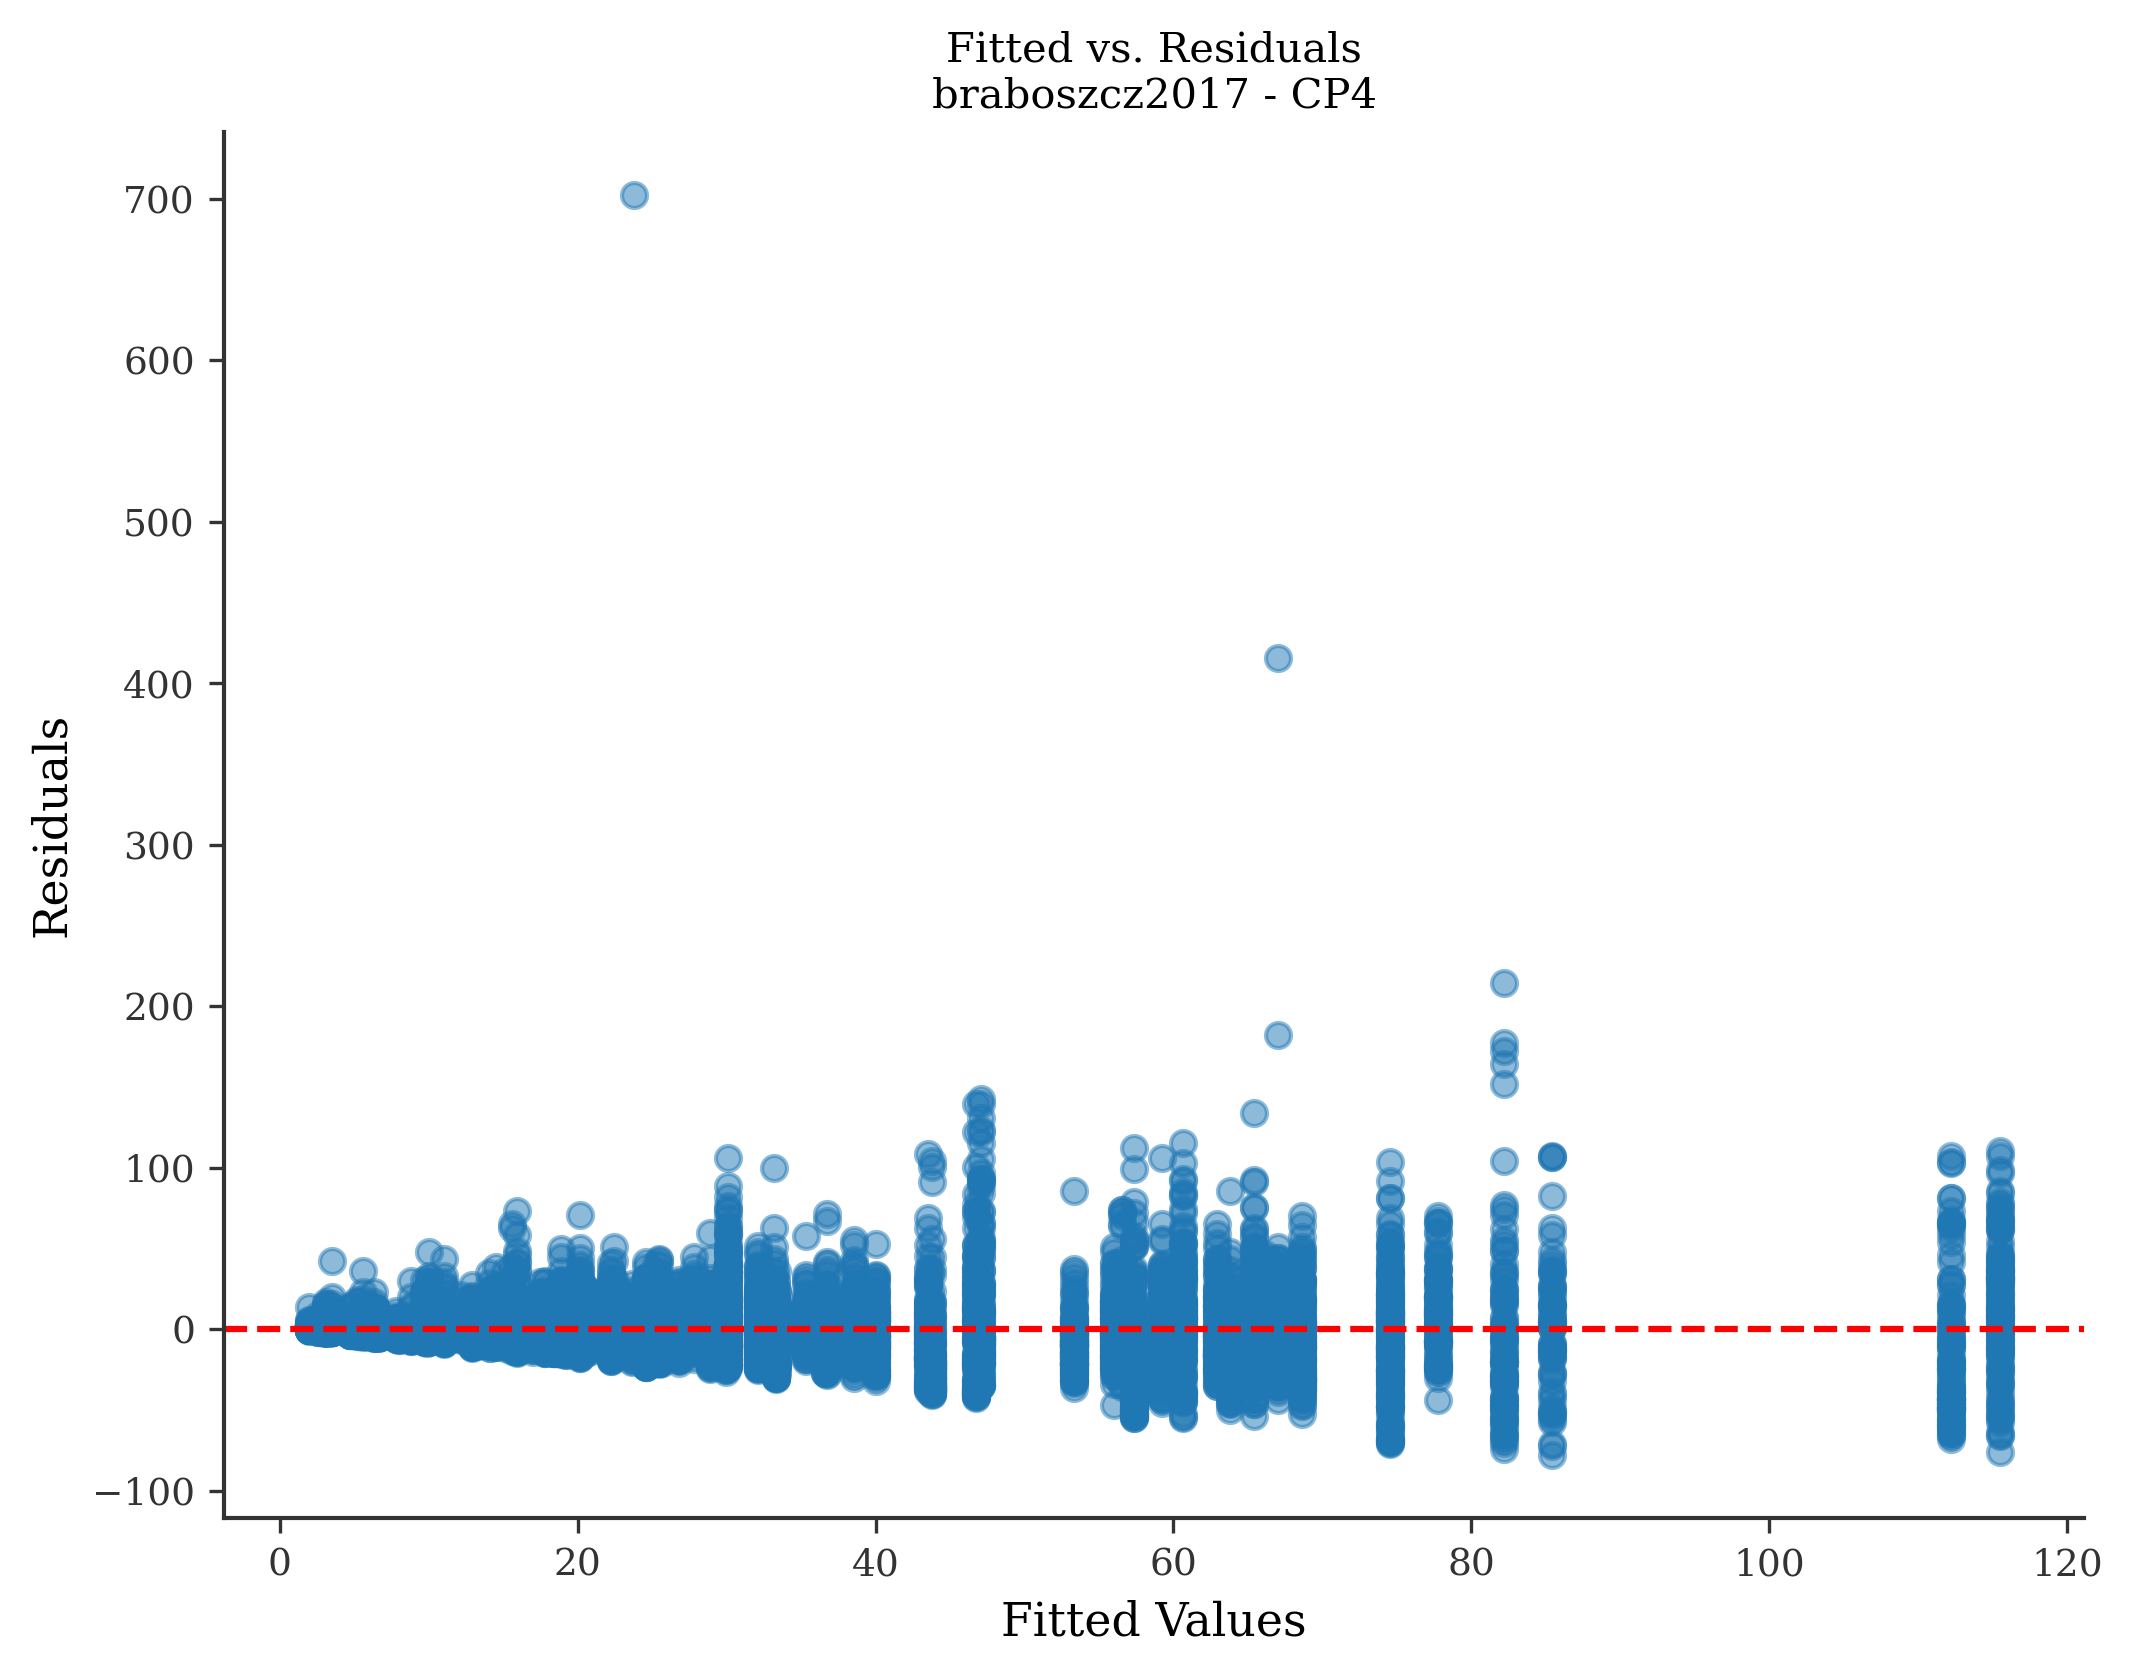 Fitted vs. Residuals
braboszcz2017 - CP4
700
600
500
400
300
200
100
0
−100
Residuals
0 20 40 60 80 100 120
Fitted Values